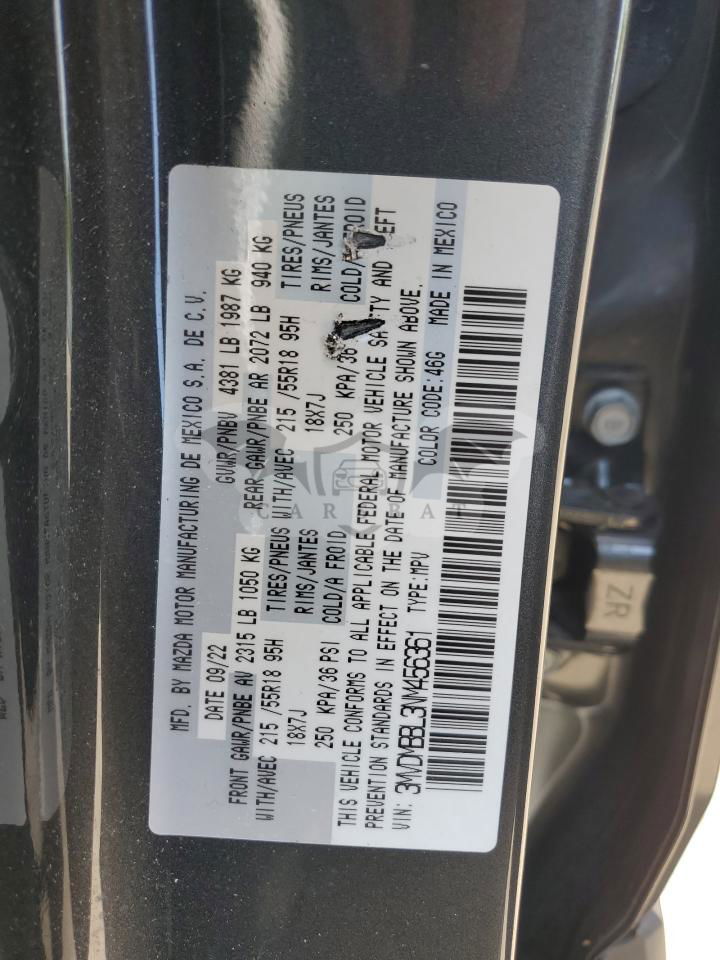 MFD. BY MAZDA MOTOR MANUFACTURING DE MEXICO S.A. DE C.V.
DATE 09/22 GVWR/PNBV 4381 LB 1987 KG
FRONT GAWR/PNBE AV 2315 LB 1050 KG REAR GAWR/PNBE AR 2072 LB 940 KG
WITH/AVEC 215 /55R18 95H TIRES/PNEUS WITH/AVEC 215 /55R18 95H TIRES/PNEUS
18X7J RIMS/JANTES 18X7J RIMS/JANTES
250 KPA/36 PSI COLD/A FROID 250 KPA/36 COLD/ FROID
THIS VEHICLE CONFORMS TO ALL APPLICABLE FEDERAL MOTOR VEHICLE SAFETY AND THEFT
PREVENTION STANDARDS IN EFFECT ON THE DATE OF MANUFACTURE SHOWN ABOVE.
VIN: 3MVDMBBL3NM456361 TYPE:MPV COLOR CODE:46G MADE IN MEXICO
CAR BAT
ZR